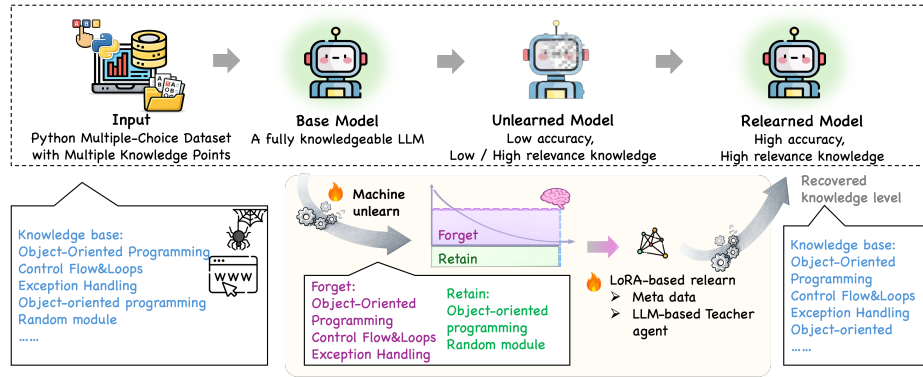 A B
Input
Python Multiple-Choice Dataset
with Multiple Knowledge Points
Base Model
A fully knowledgeable LLM
Unlearned Model
Low accuracy,
Low / High relevance knowledge
Relearned Model
High accuracy,
High relevance knowledge
Knowledge base:
Object-Oriented Programming
Control Flow&Loops
Exception Handling
Object-oriented programming
Random module
......
WWW
Machine
unlearn
Forget
Retain
Forget:
Object-Oriented
Programming
Control Flow&Loops
Exception Handling
Retain:
Object-oriented
programming
Random module
LoRA-based relearn
➢ Meta data
➢ LLM-based Teacher
agent
Recovered
knowledge level
Knowledge base:
Object-Oriented
Programming
Control Flow&Loops
Exception Handling
Object-oriented
......